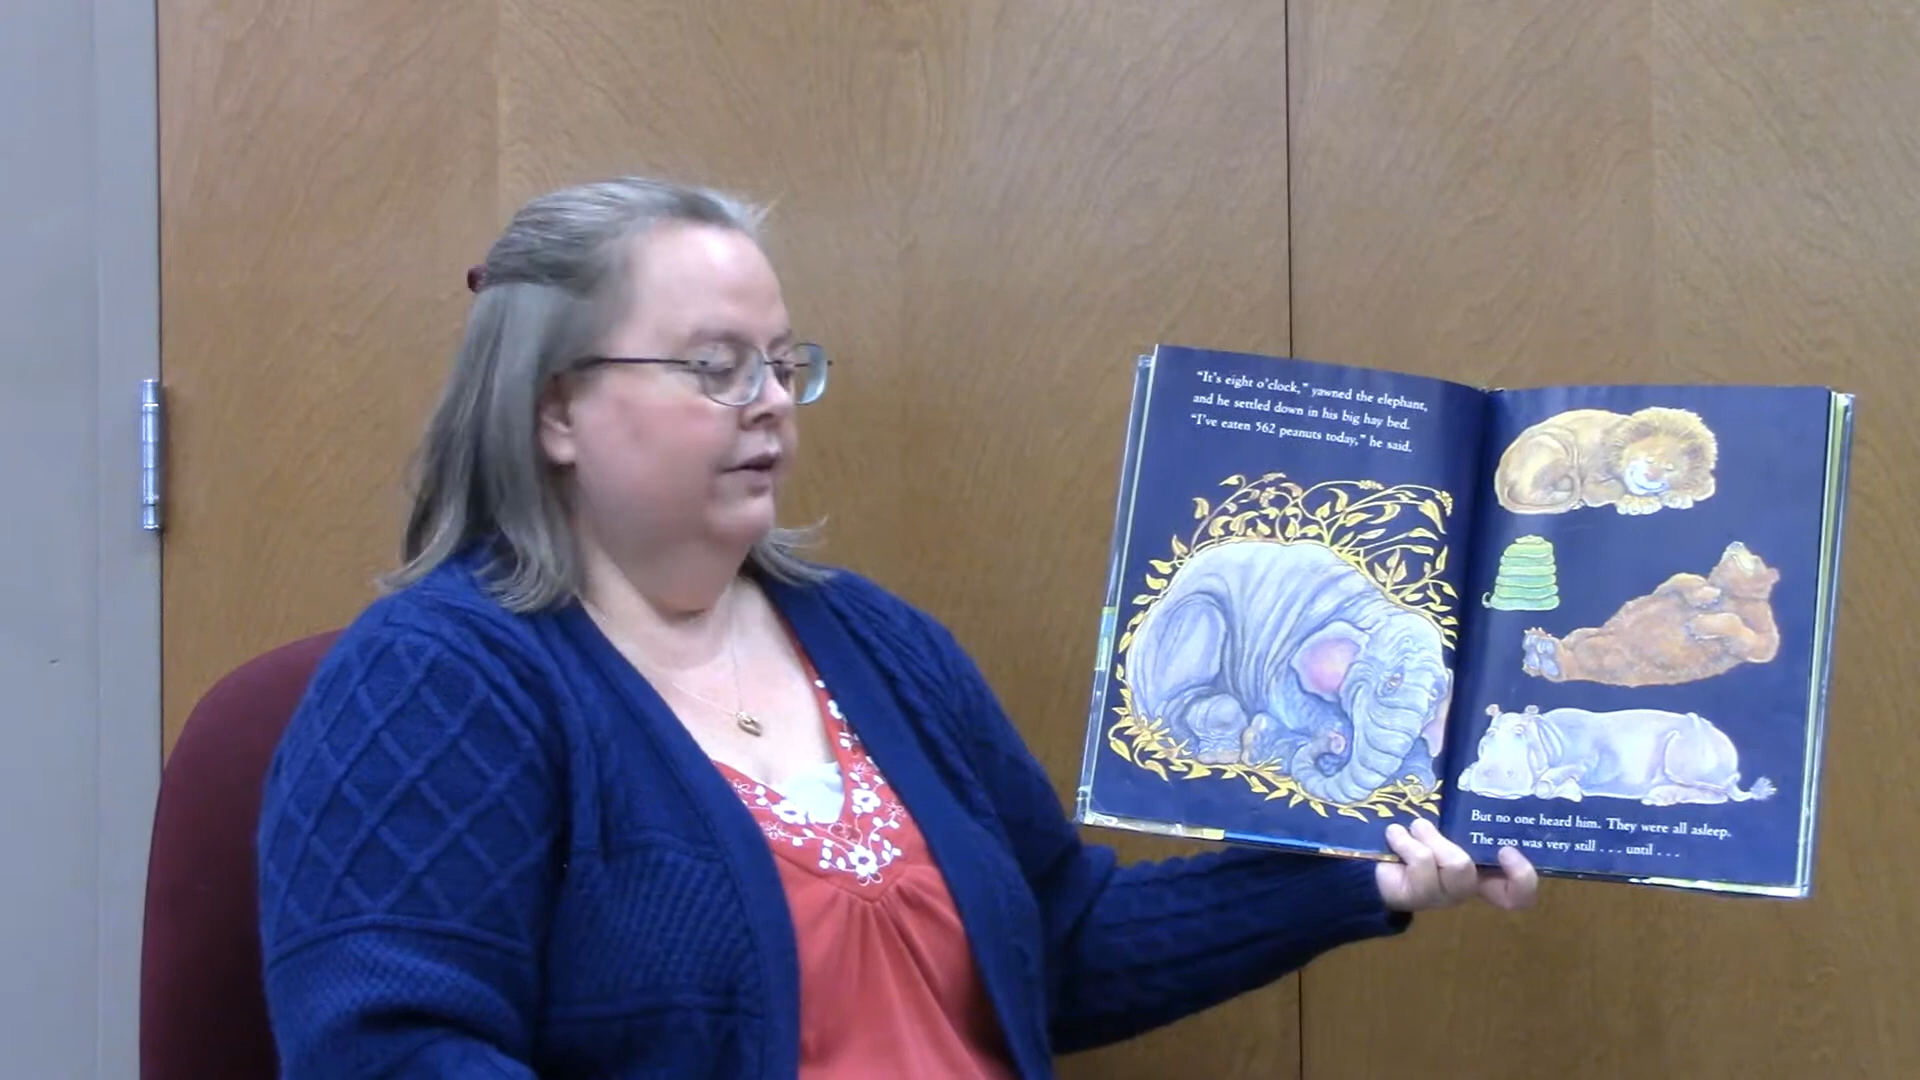 “It’s eight o’clock,” yawned the elephant,
and he settled down in his big hay bed.
“I’ve eaten 562 peanuts today,” he said.
But no one heard him. They were all asleep.
The zoo was very still . . . until . . .